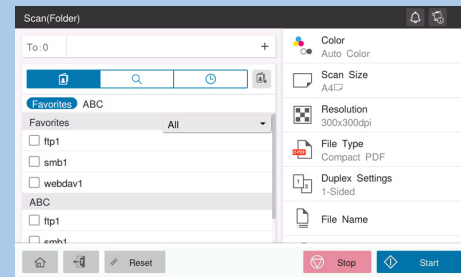 Scan(Folder)
To:0 +
Favorites ABC
Favorites All
ftp1
smb1
webdav1
ABC
ftp1
smb1
Color
Auto Color
Scan Size
A4
Resolution
300x300dpi
File Type
Compact PDF
Duplex Settings
1-Sided
File Name
Reset
Stop
Start